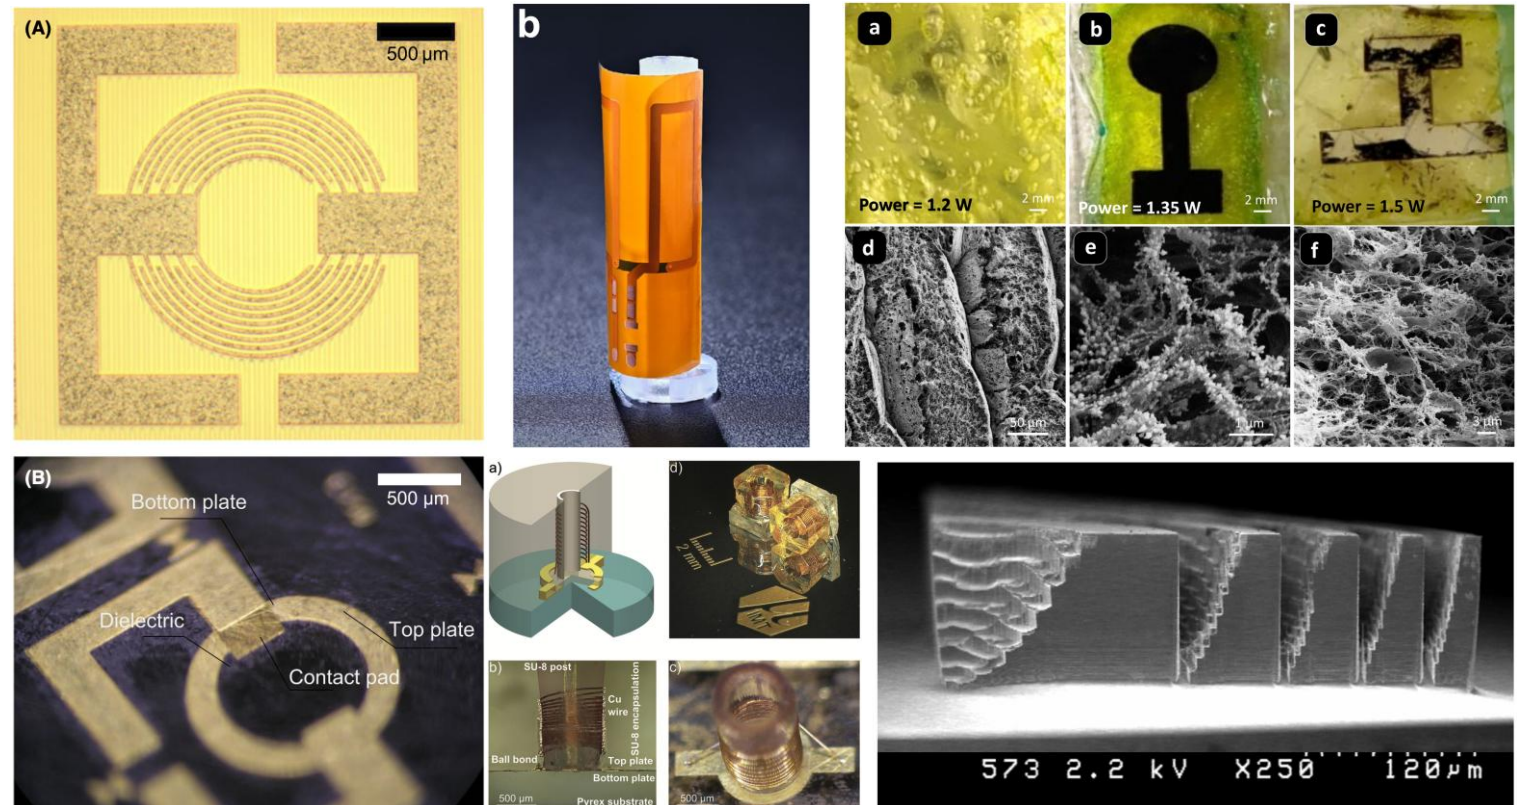 (A)
500 µm
b
a
Power = 1.2 W
2 mm
b
Power = 1.35 W
2 mm
c
Power = 1.5 W
2 mm
d
50 µm
e
1 µm
f
3 µm
(B)
500 µm
Bottom plate
Dielectric
Top plate
Contact pad
a)
d)
2 mm
IMT
b)
SU-8 post
Cu
wire
SU-8 encapsulation
Ball bond
Top plate
Bottom plate
500 µm
Pyrex substrate
c)
500 µm
573 2.2 kV X250 120µm